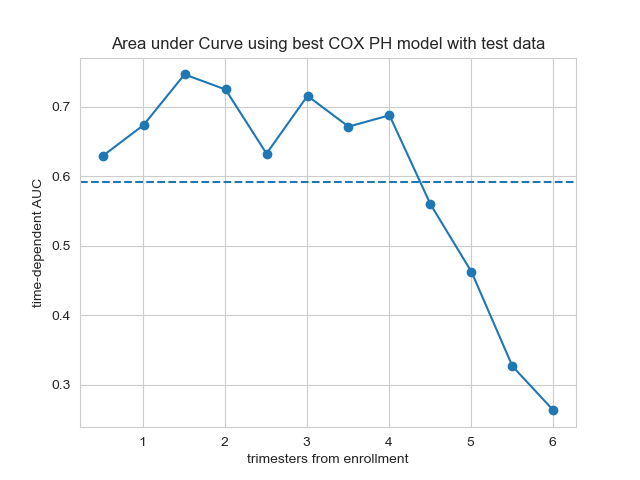 Area under Curve using best COX PH model with test data
time-dependent AUC
0.7
0.6
0.5
0.4
0.3
1 2 3 4 5 6
trimesters from enrollment